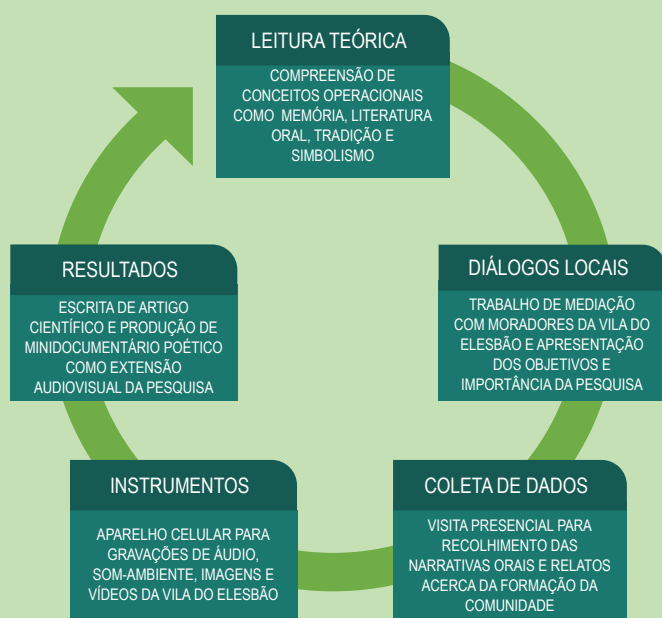 LEITURA TEÓRICA
COMPREENSÃO DE
CONCEITOS OPERACIONAIS
COMO MEMÓRIA, LITERATURA
ORAL, TRADIÇÃO E
SIMBOLISMO
DIÁLOGOS LOCAIS
TRABALHO DE MEDIAÇÃO
COM MORADORES DA VILA DO
ELESBÃO E APRESENTAÇÃO
DOS OBJETIVOS E
IMPORTÂNCIA DA PESQUISA
COLETA DE DADOS
VISITA PRESENCIAL PARA
RECOLHIMENTO DAS
NARRATIVAS ORAIS E RELATOS
ACERCA DA FORMAÇÃO DA
COMUNIDADE
INSTRUMENTOS
APARELHO CELULAR PARA
GRAVAÇÕES DE ÁUDIO,
SOM-AMBIENTE, IMAGENS E
VÍDEOS DA VILA DO ELESBÃO
RESULTADOS
ESCRITA DE ARTIGO
CIENTÍFICO E PRODUÇÃO DE
MINIDOCUMENTÁRIO POÉTICO
COMO EXTENSÃO
AUDIOVISUAL DA PESQUISA